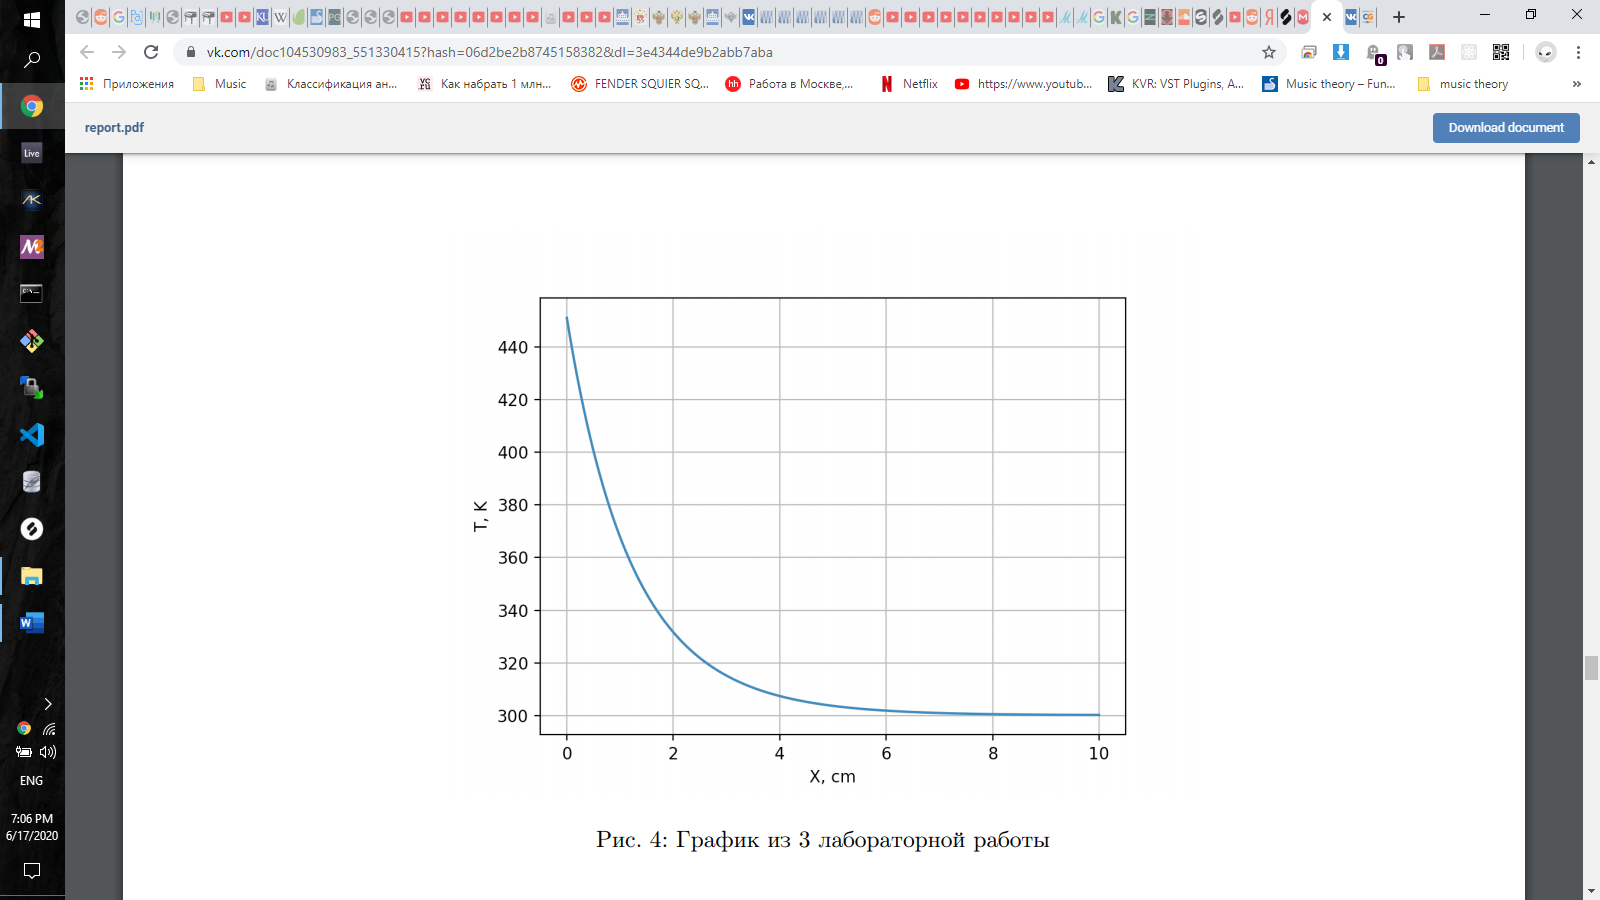 vk.com/doc104530983_551330415?hash=06d2be2b8745158382&dl=3e4344de9b2abb7aba
0
Приложения Music Классификация ан... Как набрать 1 млн... FENDER SQUIER SQ... Работа в Москве,... Netflix https://www.youtub... KVR: VST Plugins, A... Music theory – Fun... music theory »
report.pdf Download document
Live
440
420
400
380
360
340
320
300
T, K
0 2 4 6 8 10
X, cm
Рис. 4: График из 3 лабораторной работы
ENG
7:06 PM
6/17/2020